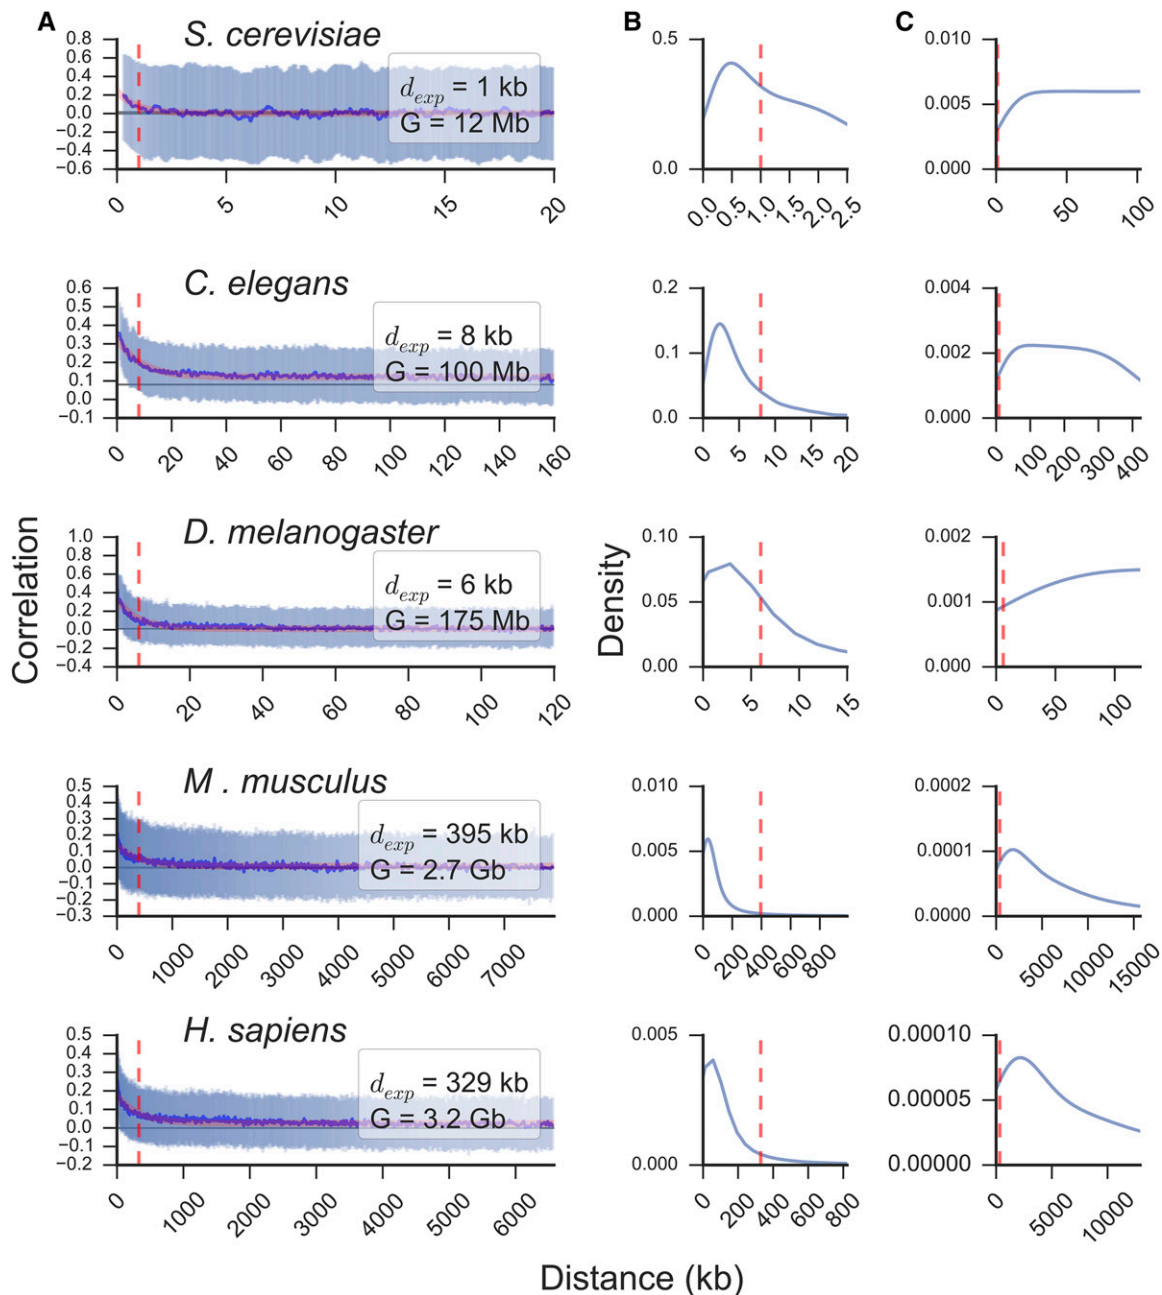 A
B
C
S. cerevisiae
0.8
0.6
0.4
0.2
0.0
−0.2
−0.4
−0.6
d_exp = 1 kb
G = 12 Mb
0 5 10 15 20
0.5
0.0
0.0 0.5 1.0 1.5 2.0 2.5
0.010
0.005
0.000
0 50 100
C. elegans
0.6
0.5
0.4
0.3
0.2
0.1
0.0
−0.1
d_exp = 8 kb
G = 100 Mb
0 20 40 60 80 100 120 140 160
0.2
0.1
0.0
0 5 10 15 20
0.004
0.002
0.000
0 100 200 300 400
Correlation
D. melanogaster
1.0
0.8
0.6
0.4
0.2
0.0
−0.2
−0.4
d_exp = 6 kb
G = 175 Mb
0 20 40 60 80 100 120
Density
0.10
0.05
0.00
0 5 10 15
0.002
0.001
0.000
0 50 100
M . musculus
0.5
0.4
0.3
0.2
0.1
0.0
−0.1
−0.2
−0.3
d_exp = 395 kb
G = 2.7 Gb
0 1000 2000 3000 4000 5000 6000 7000
0.010
0.005
0.000
0 200 400 600 800
0.0002
0.0001
0.0000
0 5000 10000 15000
H. sapiens
0.5
0.4
0.3
0.2
0.1
0.0
−0.1
−0.2
d_exp = 329 kb
G = 3.2 Gb
0 1000 2000 3000 4000 5000 6000
0.005
0.000
0 200 400 600 800
0.00010
0.00005
0.00000
0 5000 10000
Distance (kb)